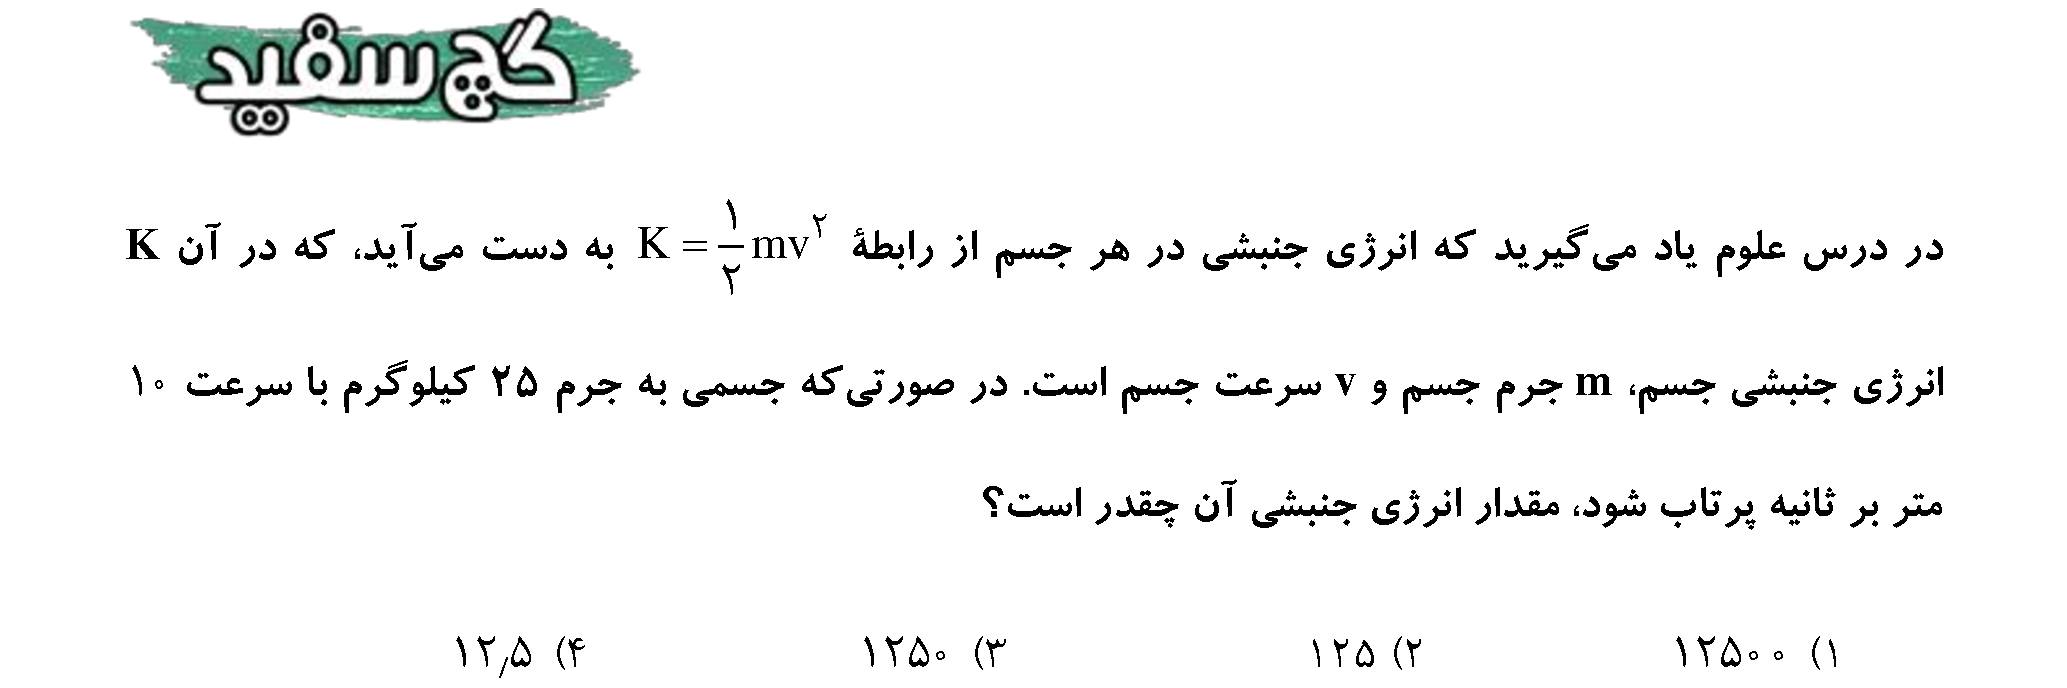 گچ سفید
در درس علوم یاد می‌گیرید که انرژی جنبشی در هر جسم از رابطهٔ K = ۱/۲ mv^۲ به دست می‌آید، که در آن K
انرژی جنبشی جسم، m جرم جسم و v سرعت جسم است. در صورتی‌که جسمی به جرم ۲۵ کیلوگرم با سرعت ۱۰
متر بر ثانیه پرتاب شود، مقدار انرژی جنبشی آن چقدر است؟
۱) ۱۲۵۰۰ ۲) ۱۲۵ ۳) ۱۲۵۰ ۴) ۱۲٫۵